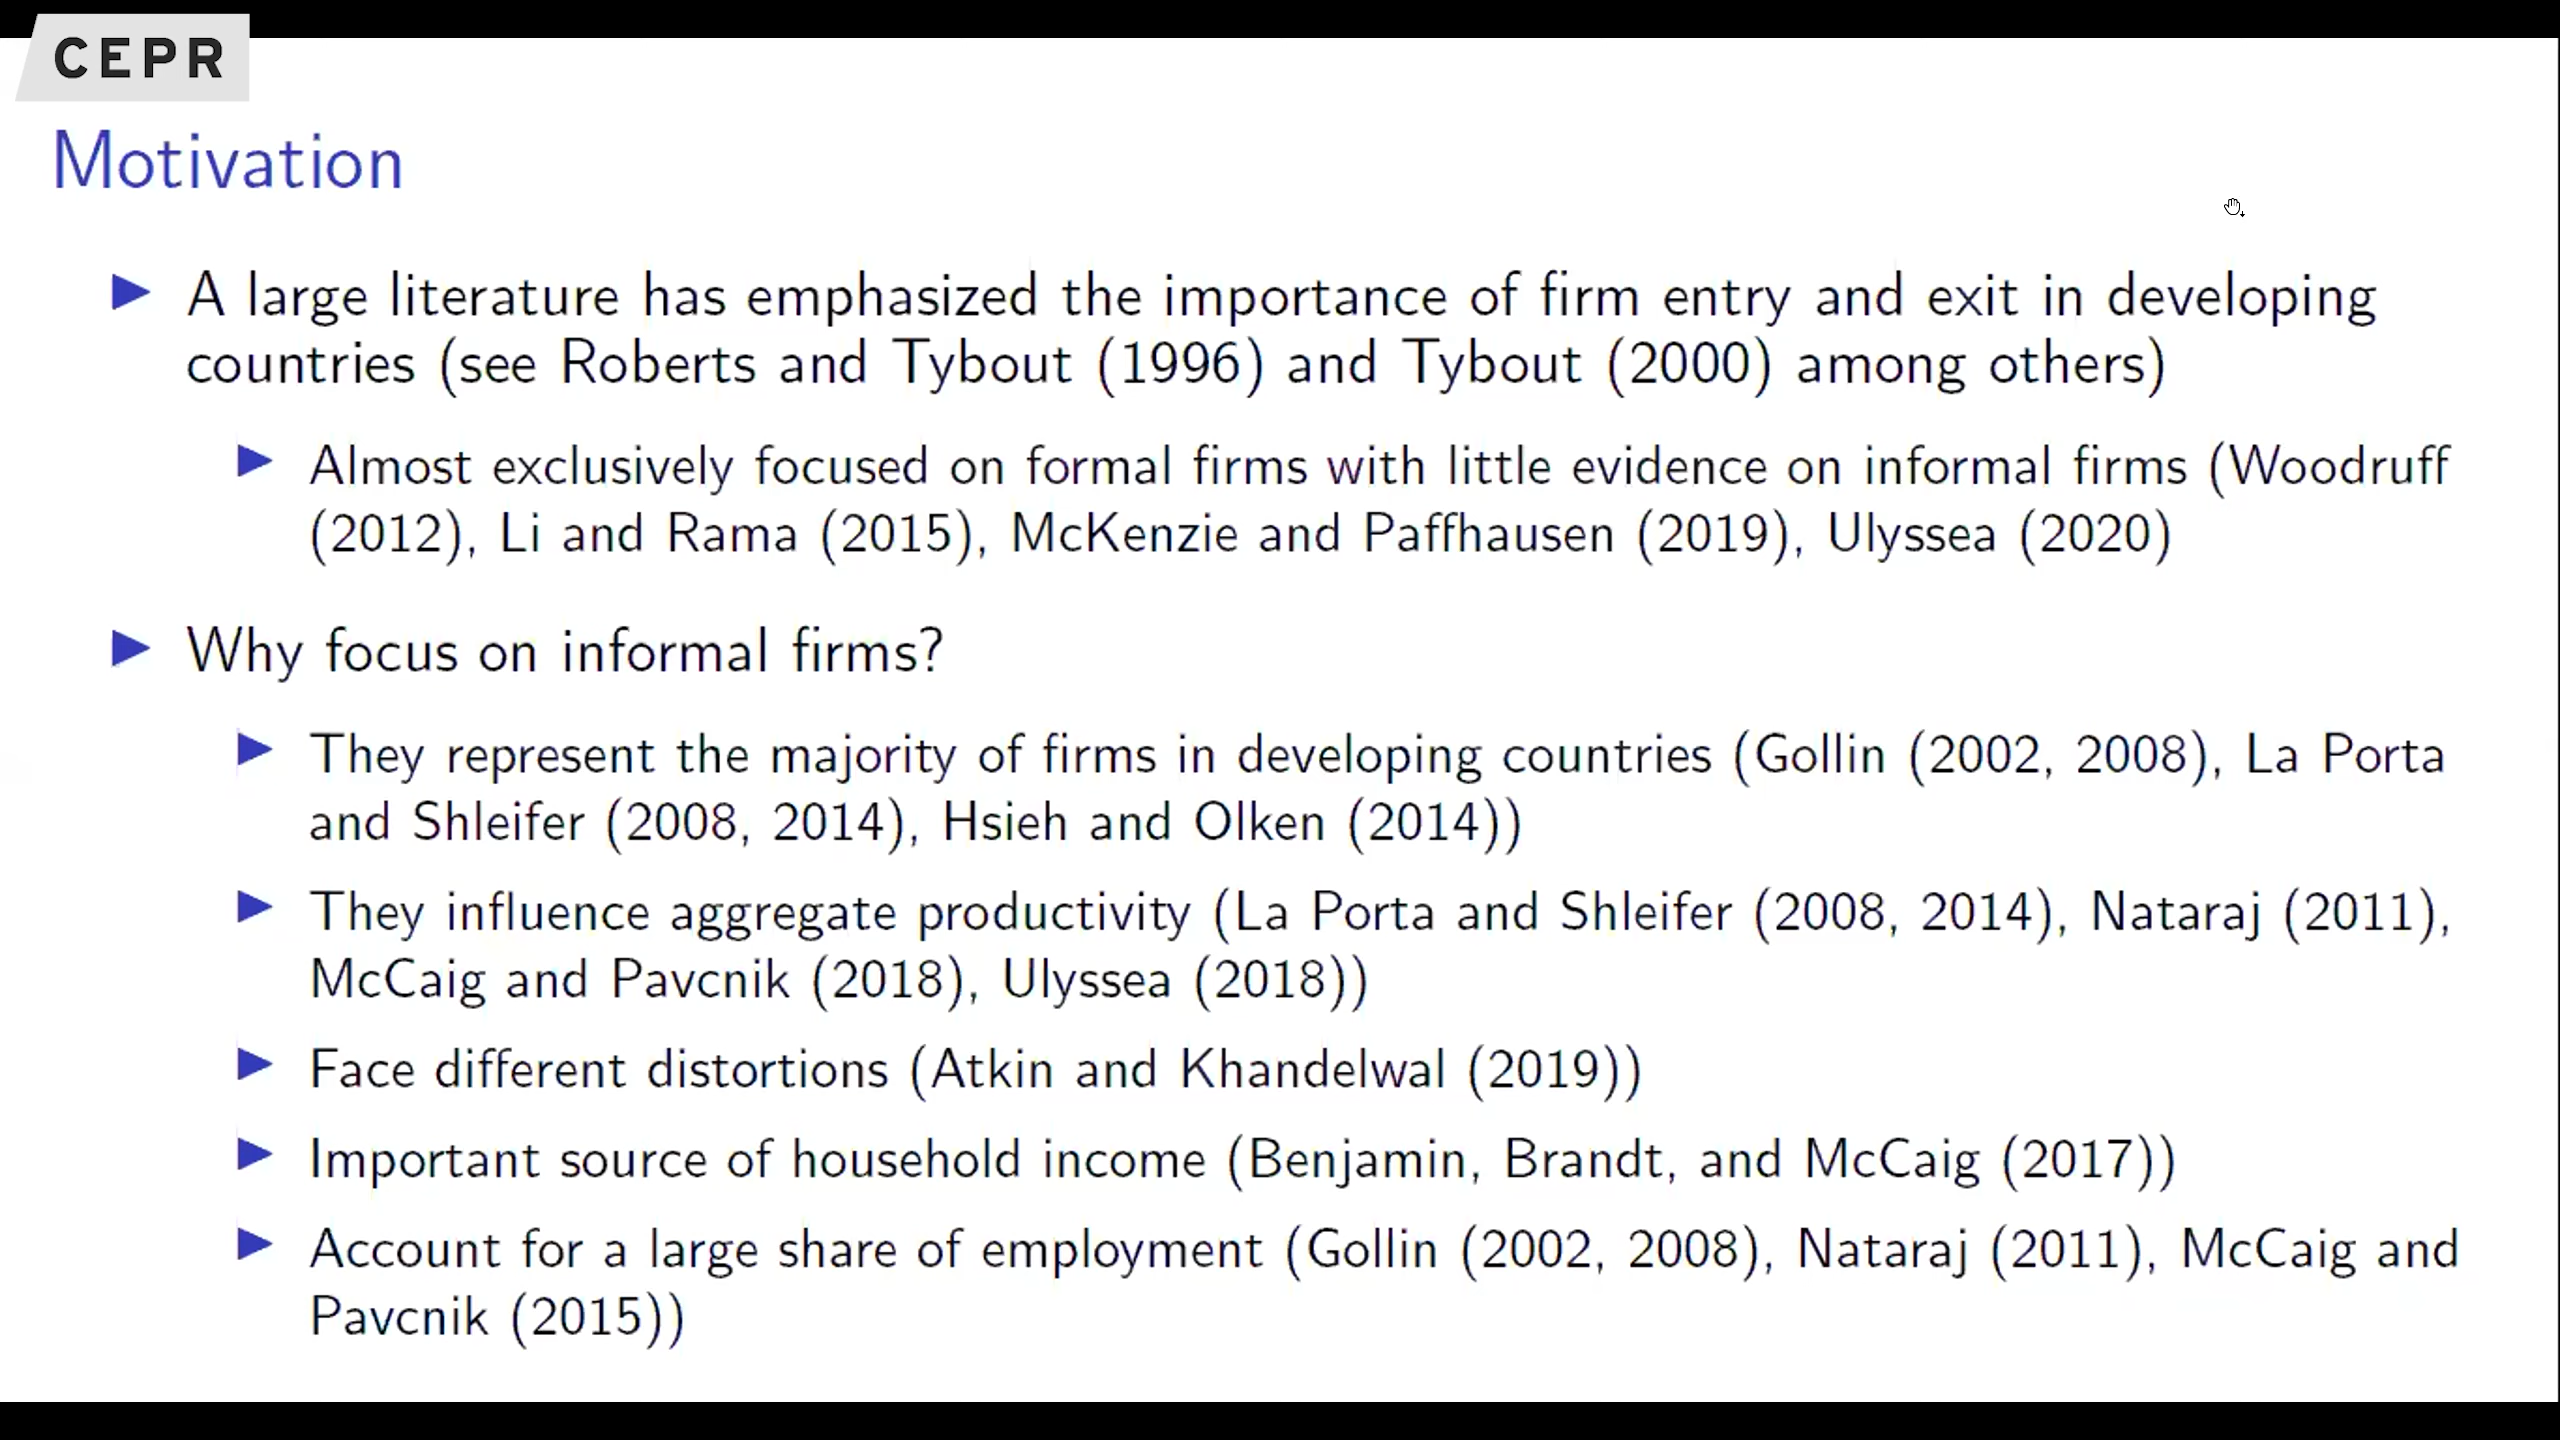 CEPR
Motivation
A large literature has emphasized the importance of firm entry and exit in developing
countries (see Roberts and Tybout (1996) and Tybout (2000) among others)
Almost exclusively focused on formal firms with little evidence on informal firms (Woodruff
(2012), Li and Rama (2015), McKenzie and Paffhausen (2019), Ulyssea (2020)
Why focus on informal firms?
They represent the majority of firms in developing countries (Gollin (2002, 2008), La Porta
and Shleifer (2008, 2014), Hsieh and Olken (2014))
They influence aggregate productivity (La Porta and Shleifer (2008, 2014), Nataraj (2011),
McCaig and Pavcnik (2018), Ulyssea (2018))
Face different distortions (Atkin and Khandelwal (2019))
Important source of household income (Benjamin, Brandt, and McCaig (2017))
Account for a large share of employment (Gollin (2002, 2008), Nataraj (2011), McCaig and
Pavcnik (2015))